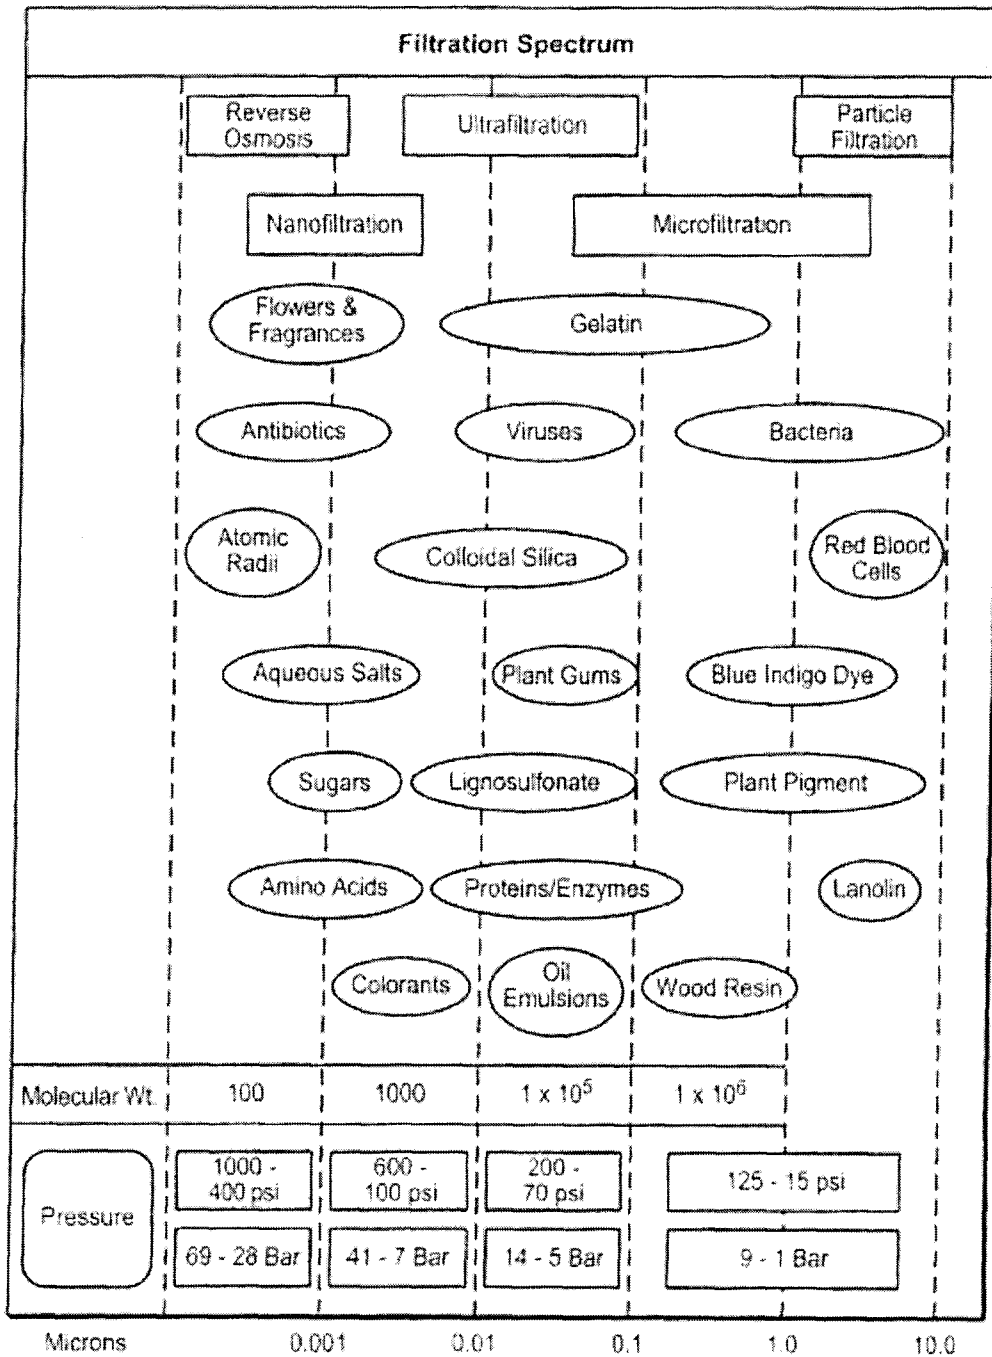 Filtration Spectrum
Reverse
Osmosis
Ultrafiltration
Particle
Filtration
Nanofiltration
Microfiltration
Flowers &
Fragrances
Gelatin
Antibiotics
Viruses
Bacteria
Atomic
Radii
Colloidal Silica
Red Blood
Cells
Aqueous Salts
Plant Gums
Blue Indigo Dye
Sugars
Lignosulfonate
Plant Pigment
Amino Acids
Proteins/Enzymes
Lanolin
Colorants
Oil
Emulsions
Wood Resin
Molecular Wt. 100 1000 1 x 10⁵ 1 x 10⁶
Pressure
1000 -
400 psi
600 -
100 psi
200 -
70 psi
125 - 15 psi
69 - 28 Bar
41 - 7 Bar
14 - 5 Bar
9 - 1 Bar
Microns 0.001 0.01 0.1 1.0 10.0